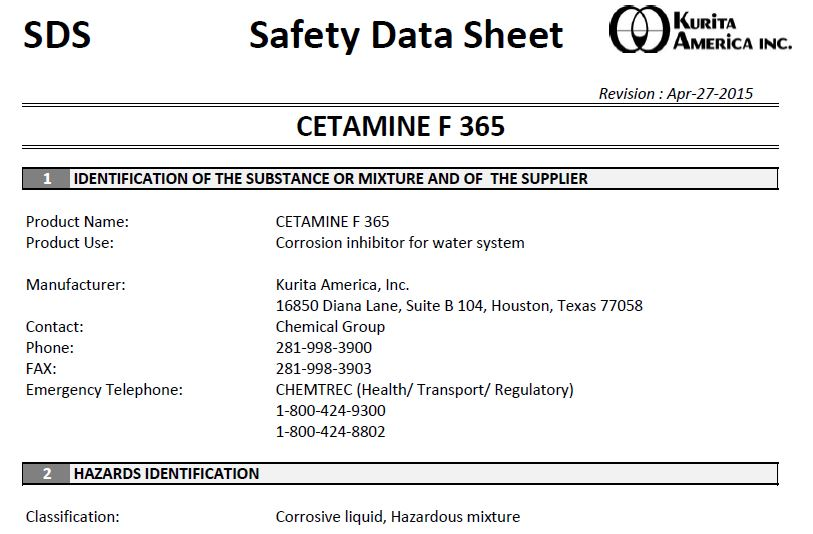 SDS Safety Data Sheet KURITA AMERICA INC.
Revision : Apr-27-2015
CETAMINE F 365
1 IDENTIFICATION OF THE SUBSTANCE OR MIXTURE AND OF THE SUPPLIER
Product Name: CETAMINE F 365
Product Use: Corrosion inhibitor for water system
Manufacturer: Kurita America, Inc.
16850 Diana Lane, Suite B 104, Houston, Texas 77058
Contact: Chemical Group
Phone: 281-998-3900
FAX: 281-998-3903
Emergency Telephone: CHEMTREC (Health/ Transport/ Regulatory)
1-800-424-9300
1-800-424-8802
2 HAZARDS IDENTIFICATION
Classification: Corrosive liquid, Hazardous mixture